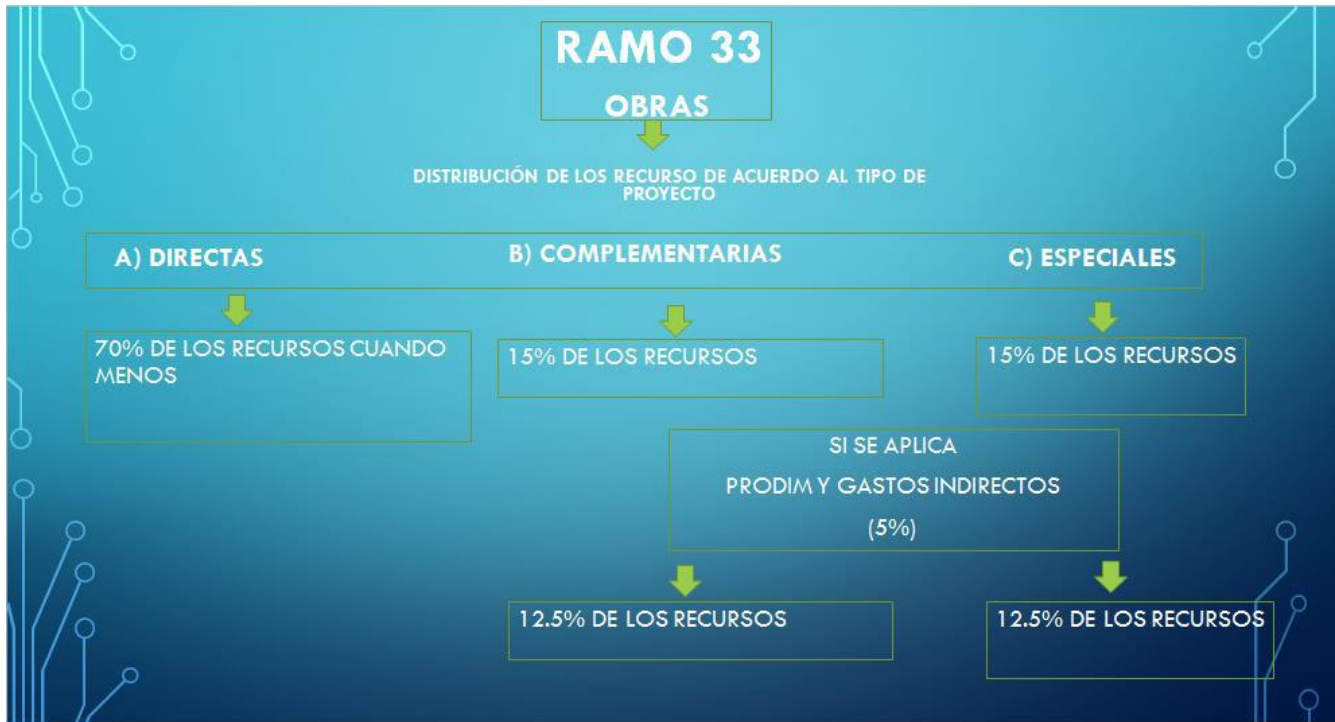 RAMO 33
OBRAS
DISTRIBUCIÓN DE LOS RECURSO DE ACUERDO AL TIPO DE
PROYECTO
A) DIRECTAS
B) COMPLEMENTARIAS
C) ESPECIALES
70% DE LOS RECURSOS CUANDO
MENOS
15% DE LOS RECURSOS
15% DE LOS RECURSOS
SI SE APLICA
PRODIM Y GASTOS INDIRECTOS
(5%)
12.5% DE LOS RECURSOS
12.5% DE LOS RECURSOS